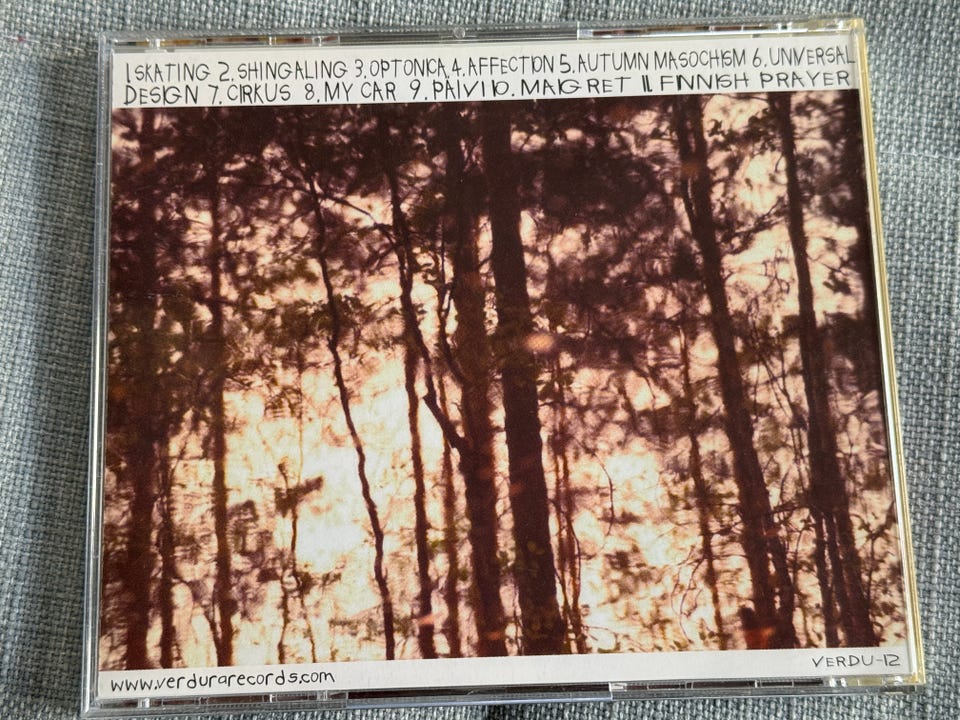 1 SKATING 2. SHINGALING 3. OPTONICA, 4. AFFECTION 5. AUTUMN MASOCHISM 6. UNIVERSAL
DESIGN 7. CIRKUS 8. MY CAR 9. PÄIVI 10. MAIGRET 11. FINNISH PRAYER
www.verdurarecords.com
VERDU-12